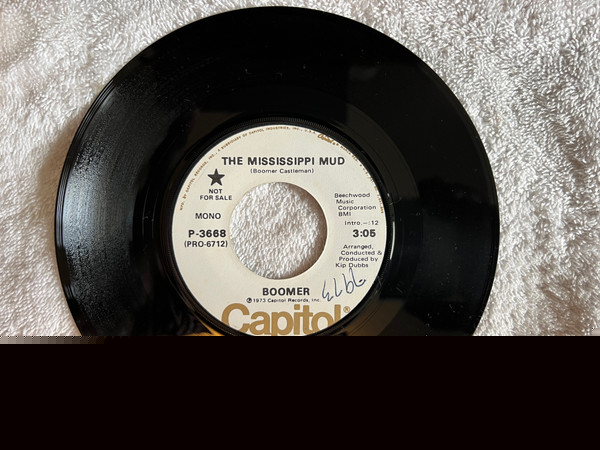 THE MISSISSIPPI MUD
(Boomer Castleman)
★
NOT
FOR SALE
MONO
P-3668
(PRO-6712)
Beechwood
Music
Corporation
BMI
Intro.–:12
3:05
Arranged,
Conducted &
Produced by
Kip Dubbs
BOOMER
℗1973 Capitol Records, Inc.
Capitol®